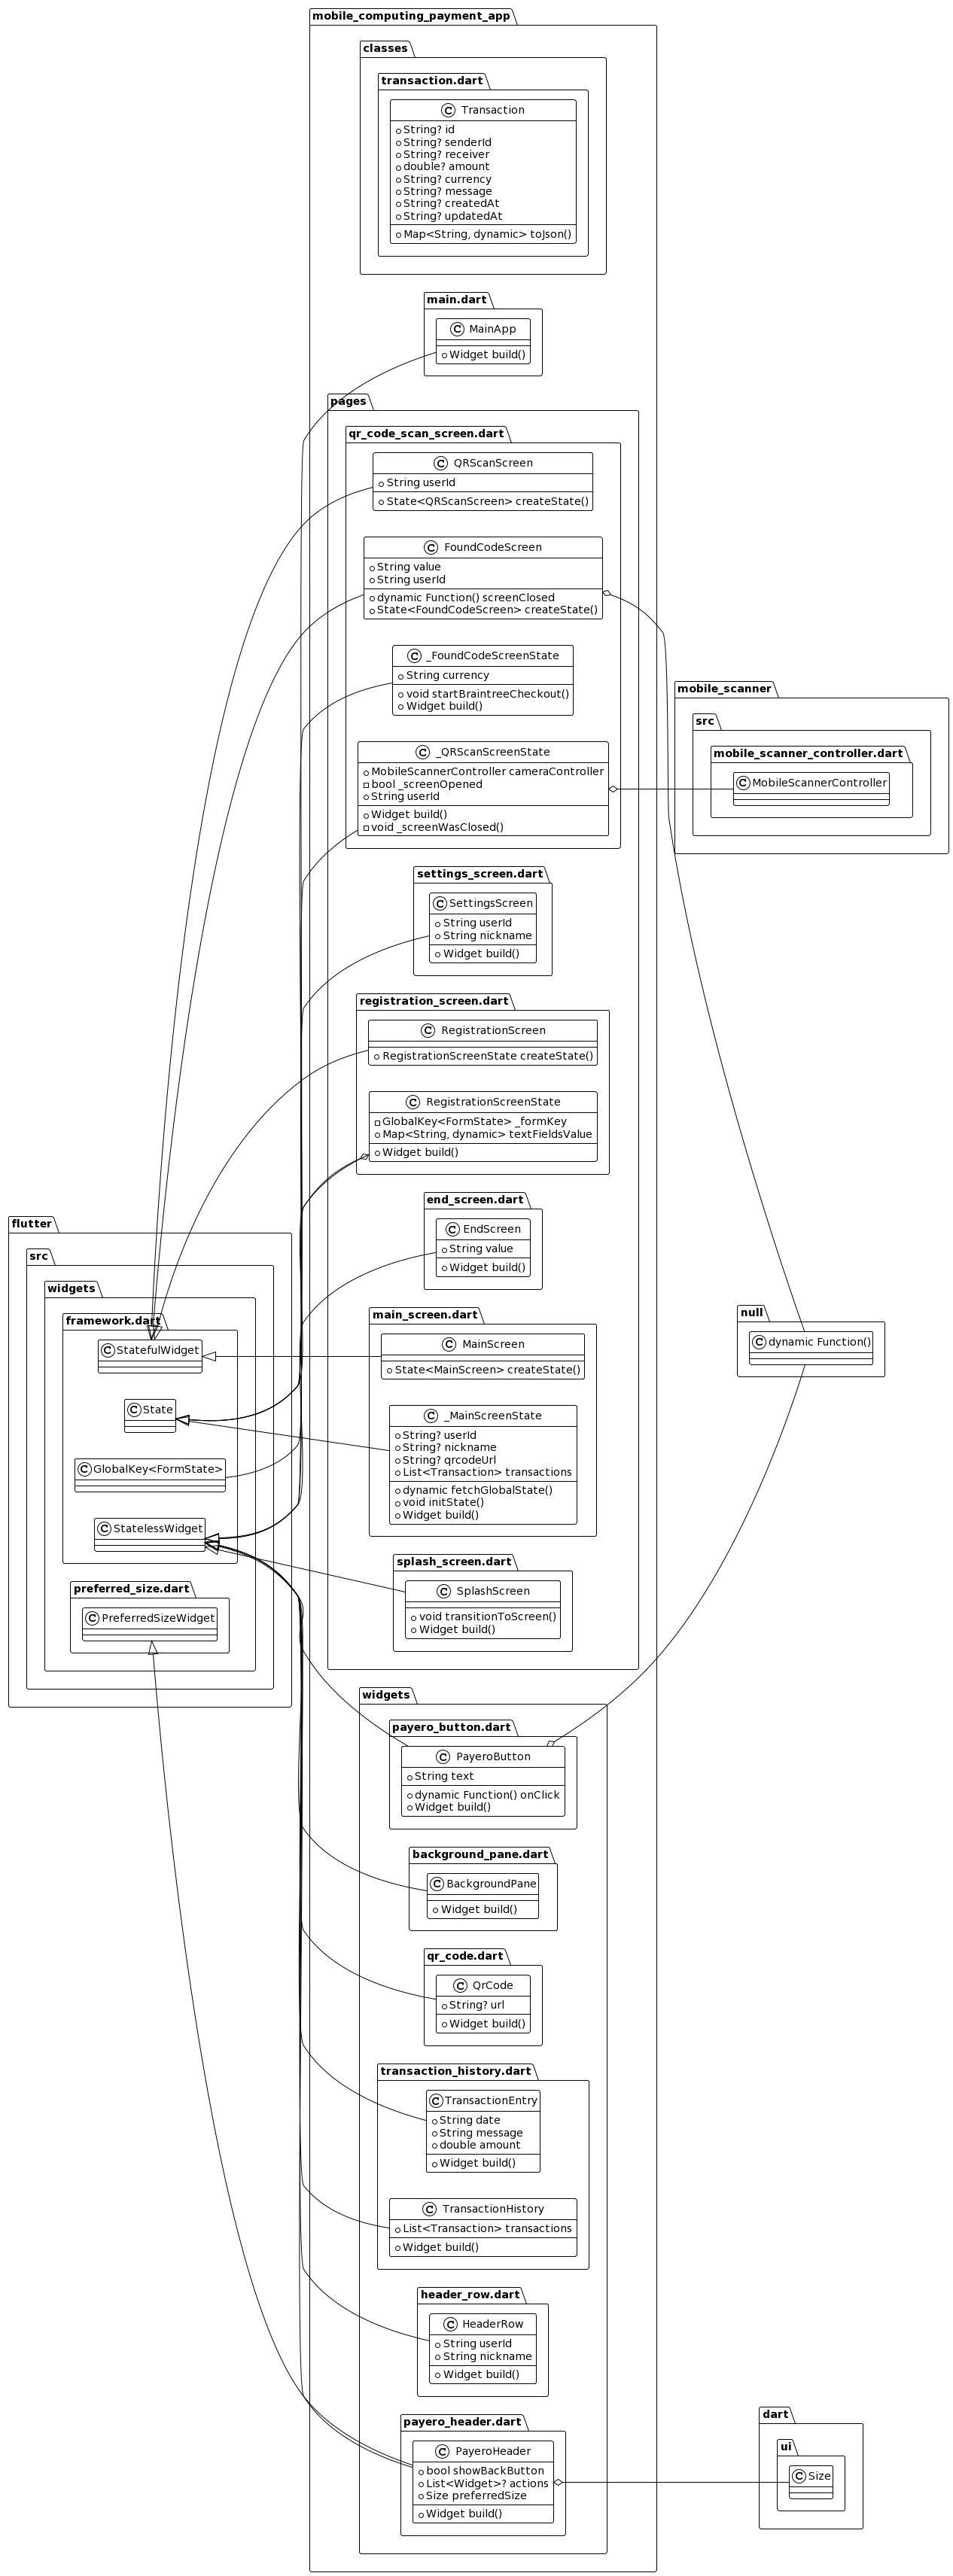 mobile_computing_payment_app
classes
transaction.dart
C Transaction
String? id
String? senderId
String? receiver
double? amount
String? currency
String? message
String? createdAt
String? updatedAt
Map<String, dynamic> toJson()
main.dart
C MainApp
Widget build()
pages
qr_code_scan_screen.dart
C QRScanScreen
String userId
State<QRScanScreen> createState()
C FoundCodeScreen
String value
String userId
dynamic Function() screenClosed
State<FoundCodeScreen> createState()
C _FoundCodeScreenState
String currency
void startBraintreeCheckout()
Widget build()
C _QRScanScreenState
MobileScannerController cameraController
bool _screenOpened
String userId
Widget build()
void _screenWasClosed()
mobile_scanner
src
mobile_scanner_controller.dart
C MobileScannerController
settings_screen.dart
C SettingsScreen
String userId
String nickname
Widget build()
registration_screen.dart
C RegistrationScreen
RegistrationScreenState createState()
C RegistrationScreenState
GlobalKey<FormState> _formKey
Map<String, dynamic> textFieldsValue
Widget build()
end_screen.dart
C EndScreen
String value
Widget build()
main_screen.dart
C MainScreen
State<MainScreen> createState()
C _MainScreenState
String? userId
String? nickname
String? qrcodeUrl
List<Transaction> transactions
dynamic fetchGlobalState()
void initState()
Widget build()
splash_screen.dart
C SplashScreen
void transitionToScreen()
Widget build()
flutter
src
widgets
framework.dart
C StatefulWidget
C State
C GlobalKey<FormState>
C StatelessWidget
preferred_size.dart
C PreferredSizeWidget
null
C dynamic Function()
widgets
payero_button.dart
C PayeroButton
String text
dynamic Function() onClick
Widget build()
background_pane.dart
C BackgroundPane
Widget build()
qr_code.dart
C QrCode
String? url
Widget build()
transaction_history.dart
C TransactionEntry
String date
String message
double amount
Widget build()
C TransactionHistory
List<Transaction> transactions
Widget build()
header_row.dart
C HeaderRow
String userId
String nickname
Widget build()
payero_header.dart
C PayeroHeader
bool showBackButton
List<Widget>? actions
Size preferredSize
Widget build()
dart
ui
C Size